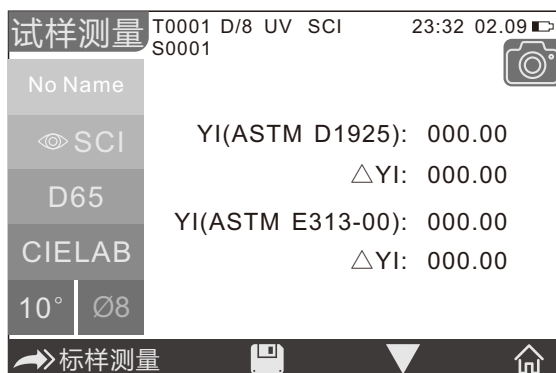 试样测量
T0001 D/8 UV SCI 23:32 02.09
S0001
No Name
SCI
D65
CIELAB
10° Ø8
YI(ASTM D1925): 000.00
△YI: 000.00
YI(ASTM E313-00): 000.00
△YI: 000.00
标样测量